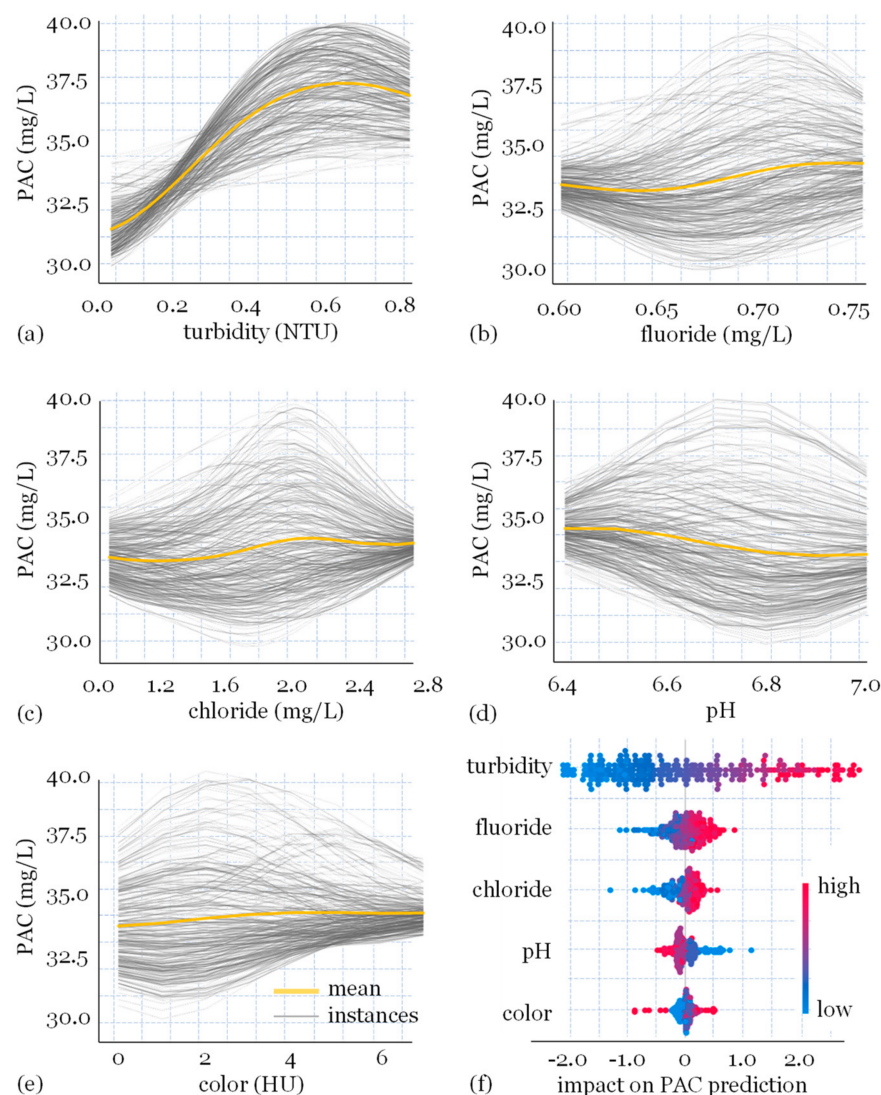 40.0
37.5
35.0
32.5
30.0
PAC (mg/L)
0.0 0.2 0.4 0.6 0.8
(a) turbidity (NTU)
40.0
37.5
35.0
32.5
30.0
PAC (mg/L)
0.60 0.65 0.70 0.75
(b) fluoride (mg/L)
40.0
37.5
35.0
32.5
30.0
PAC (mg/L)
0.0 1.2 1.6 2.0 2.4 2.8
(c) chloride (mg/L)
40.0
37.5
35.0
32.5
30.0
PAC (mg/L)
6.4 6.6 6.8 7.0
(d) pH
40.0
37.5
35.0
32.5
30.0
PAC (mg/L)
mean
instances
0 2 4 6
(e) color (HU)
turbidity
fluoride
chloride
pH
color
high
low
-2.0 -1.0 0 1.0 2.0
(f) impact on PAC prediction